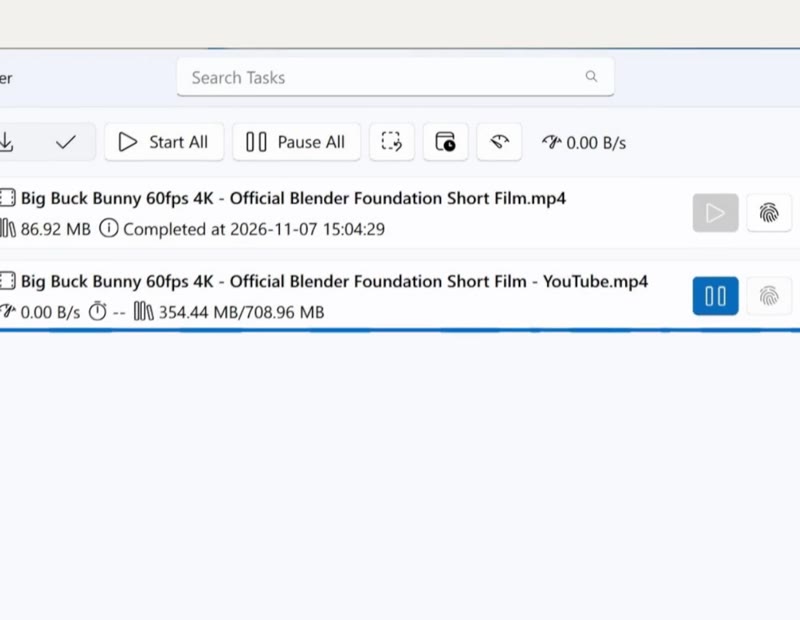 er
Search Tasks
Start All
Pause All
0.00 B/s
Big Buck Bunny 60fps 4K - Official Blender Foundation Short Film.mp4
86.92 MB Completed at 2026-11-07 15:04:29
Big Buck Bunny 60fps 4K - Official Blender Foundation Short Film - YouTube.mp4
0.00 B/s -- 354.44 MB/708.96 MB